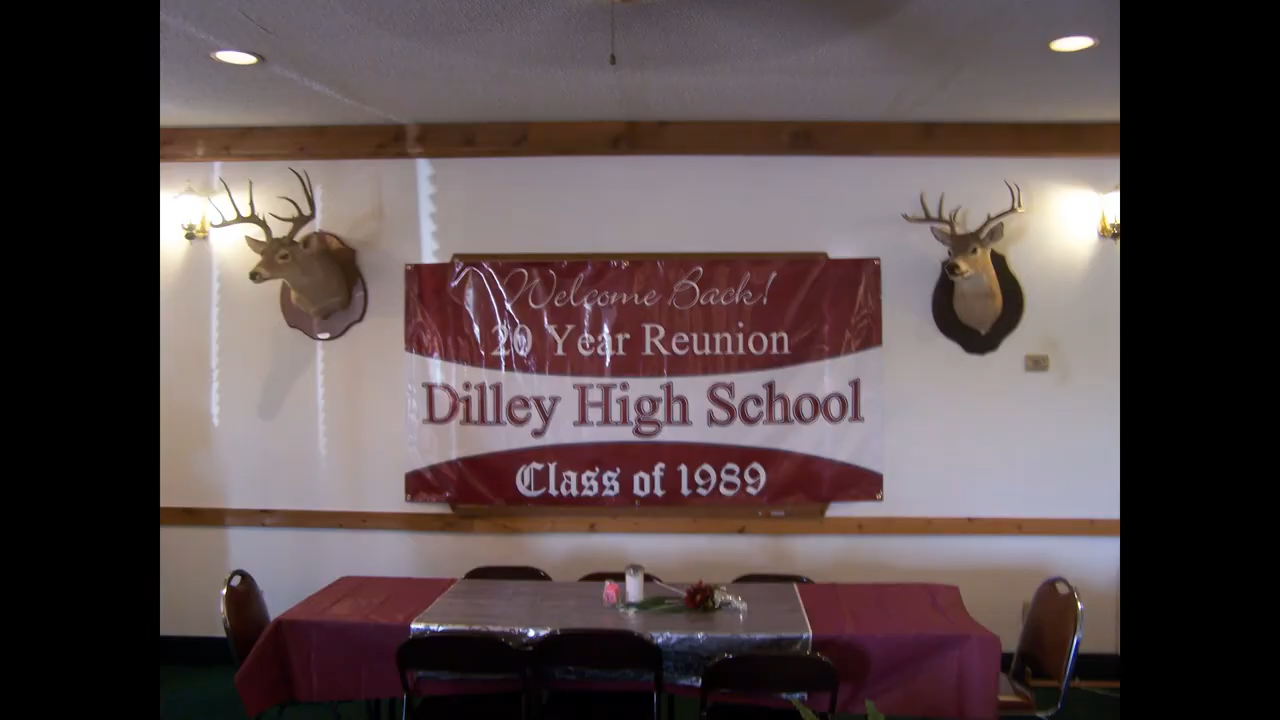 Welcome Back!
20 Year Reunion
Dilley High School
Class of 1989